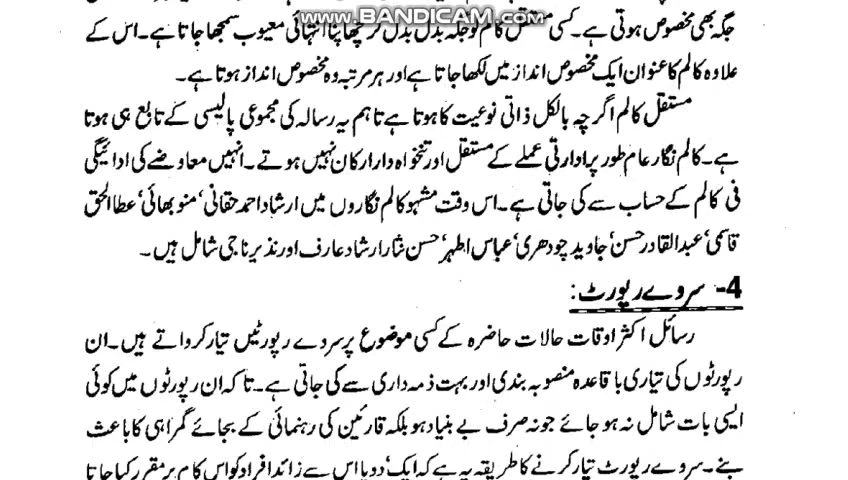 www.BANDICAM.com
جگہ بھی مخصوص ہوتی ہے۔ کسی مستقل کالم کو جگہ بدل بدل کر چھاپنا انتہائی معیوب سمجھا جاتا ہے۔ اس کے
علاوہ کالم کا عنوان ایک مخصوص انداز میں لکھا جاتا ہے اور ہر مرتبہ وہ مخصوص انداز ہوتا ہے۔
مستقل کالم اگرچہ بالکل ذاتی نوعیت کا ہوتا ہے تاہم یہ رسالہ کی مجموعی پالیسی کے تابع ہی ہوتا
ہے۔ کالم نگار عام طور پر ادارتی عملے کے مستقل اور تنخواہ دار ارکان نہیں ہوتے۔ انہیں معاوضے کی ادائیگی
فی کالم کے حساب سے کی جاتی ہے۔ اس وقت مشہو کالم نگاروں میں ارشاد احمد حقانی‘ منو بھائی‘ عطا الحق
قاسمی‘ عبدالقادر حسن‘ جاوید چودھری‘ عباس اطہر‘ حسن نثار ارشاد عارف اور نذیر ناجی شامل ہیں۔
4- سروے رپورٹ:
رسائل اکثر اوقات حالات حاضرہ کے کسی موضوع پر سروے رپورٹیں تیار کرواتے ہیں۔ ان
رپورٹوں کی تیاری باقاعدہ منصوبہ بندی اور بہت ذمہ داری سے کی جاتی ہے۔ تاکہ ان رپورٹوں میں کوئی
ایسی بات شامل نہ ہو جائے جو نہ صرف بے بنیاد ہو بلکہ قارئین کی رہنمائی کے بجائے گمراہی کا باعث
بنے۔ سروے رپورٹ تیار کرنے کا طریقہ یہ ہے کہ ایک‘ دو یا اس سے زائد افراد کو اس کام پر مقرر کیا جاتا